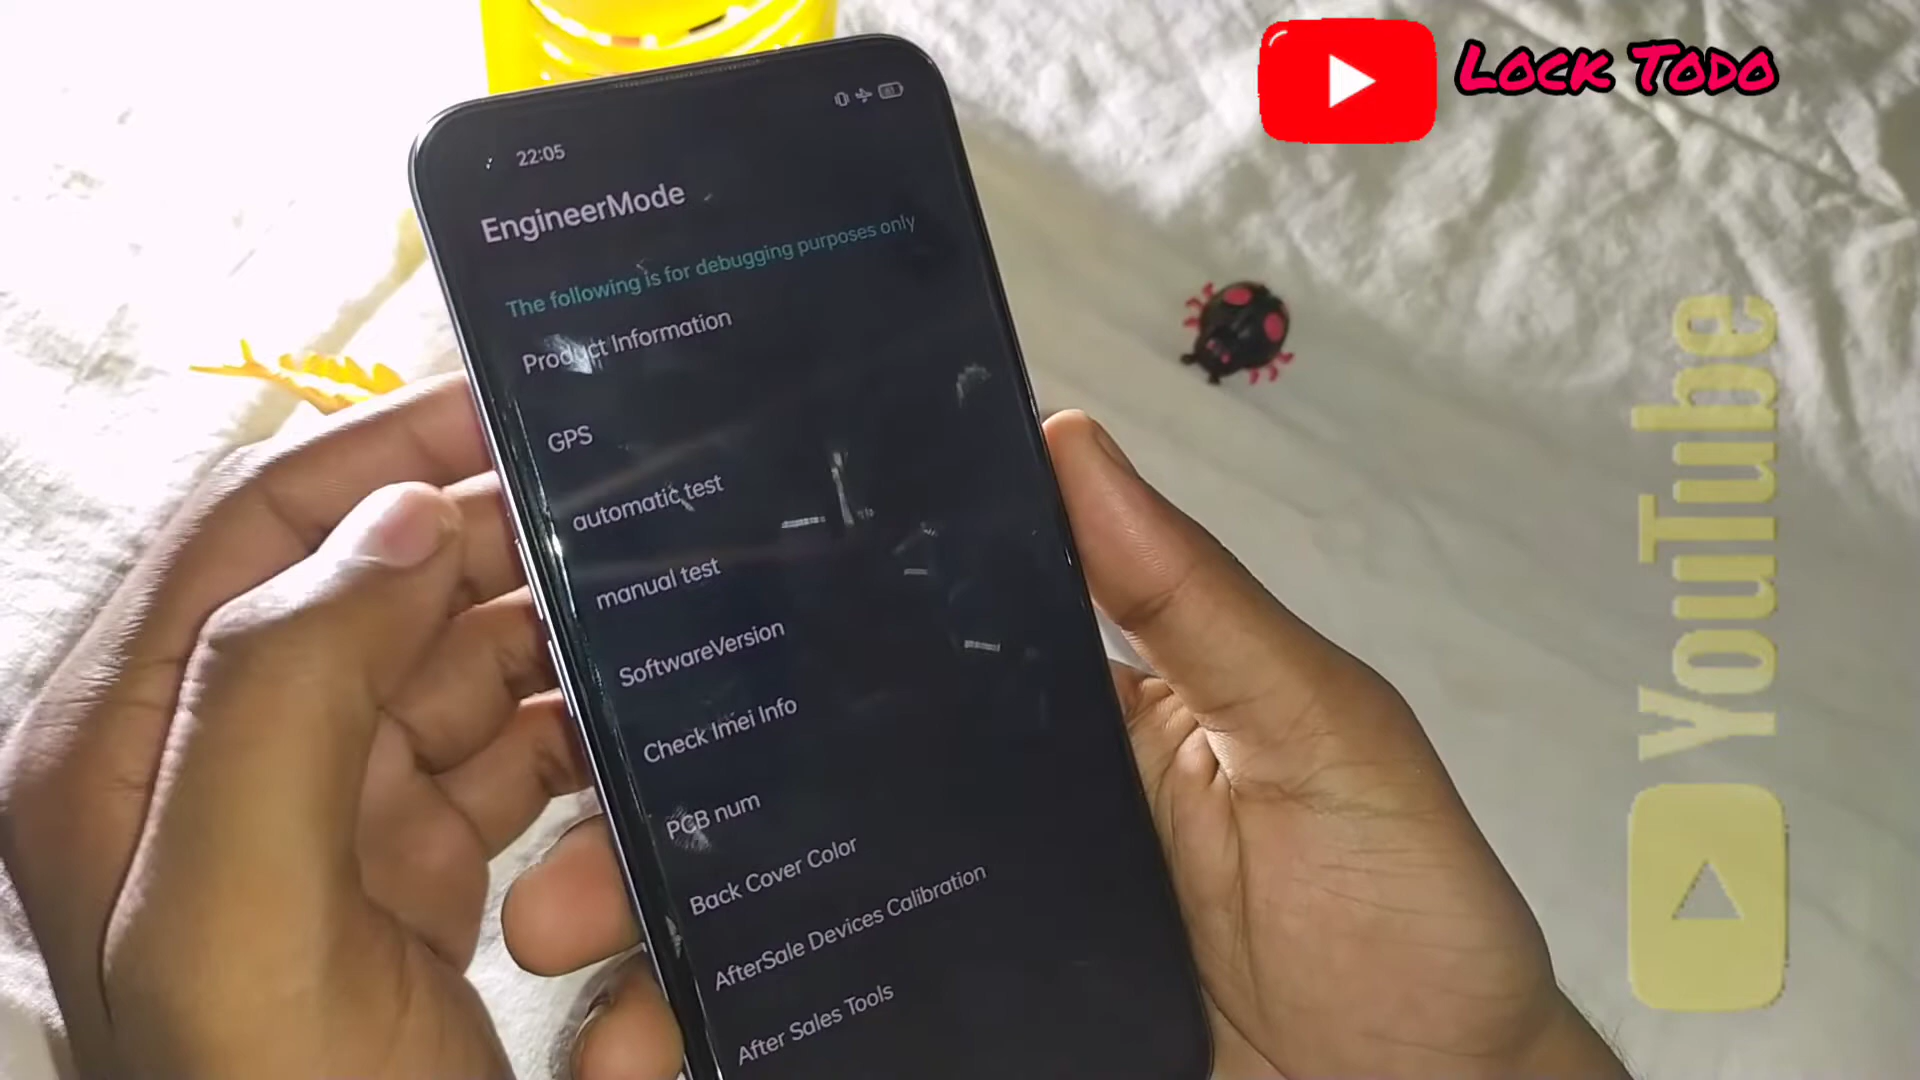 Lock Todo
22:05
81
EngineerMode
The following is for debugging purposes only
Product Information
GPS
automatic test
manual test
SoftwareVersion
Check Imei Info
PCB num
Back Cover Color
AfterSale Devices Calibration
After Sales Tools
YouTube